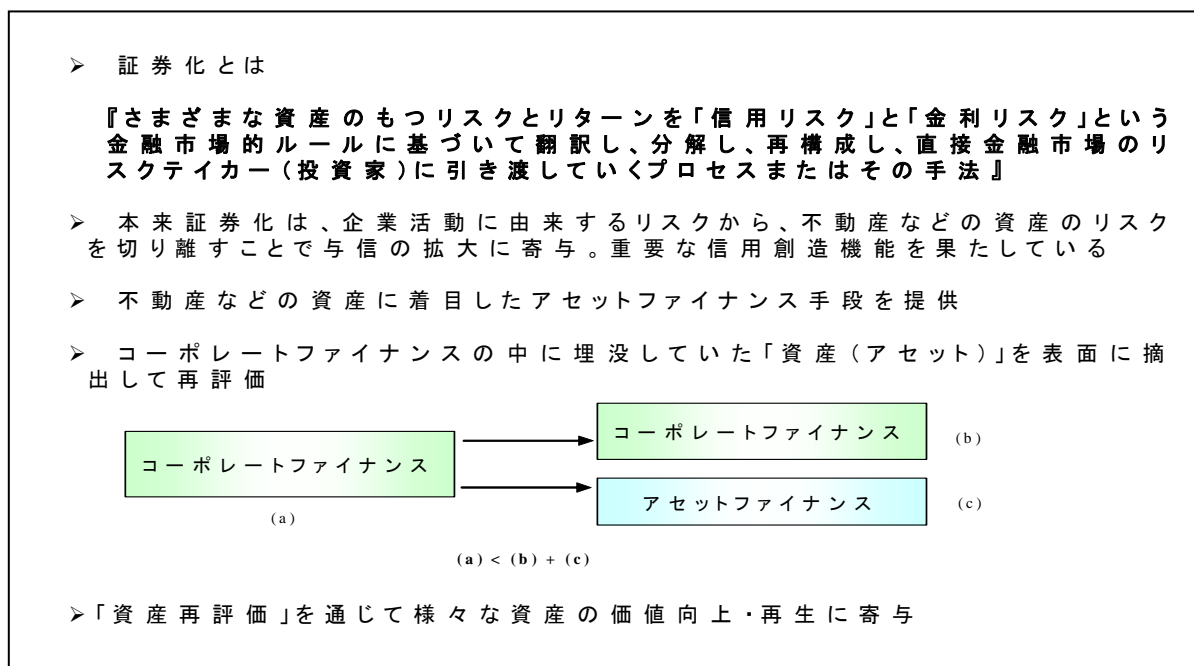 ➢ 証券化とは
『さまざまな資産のもつリスクとリターンを「信用リスク」と「金利リスク」という
金融市場的ルールに基づいて翻訳し、分解し、再構成し、直接金融市場のリ
スクテイカー(投資家)に引き渡していくプロセスまたはその手法』
➢ 本来証券化は、企業活動に由来するリスクから、不動産などの資産のリスク
を切り離すことで与信の拡大に寄与。重要な信用創造機能を果たしている
➢ 不動産などの資産に着目したアセットファイナンス手段を提供
➢ コーポレートファイナンスの中に埋没していた「資産(アセット)」を表面に摘
出して再評価
コーポレートファイナンス
(a)
コーポレートファイナンス
(b)
アセットファイナンス
(c)
(a) < (b) + (c)
➢「資産再評価」を通じて様々な資産の価値向上・再生に寄与